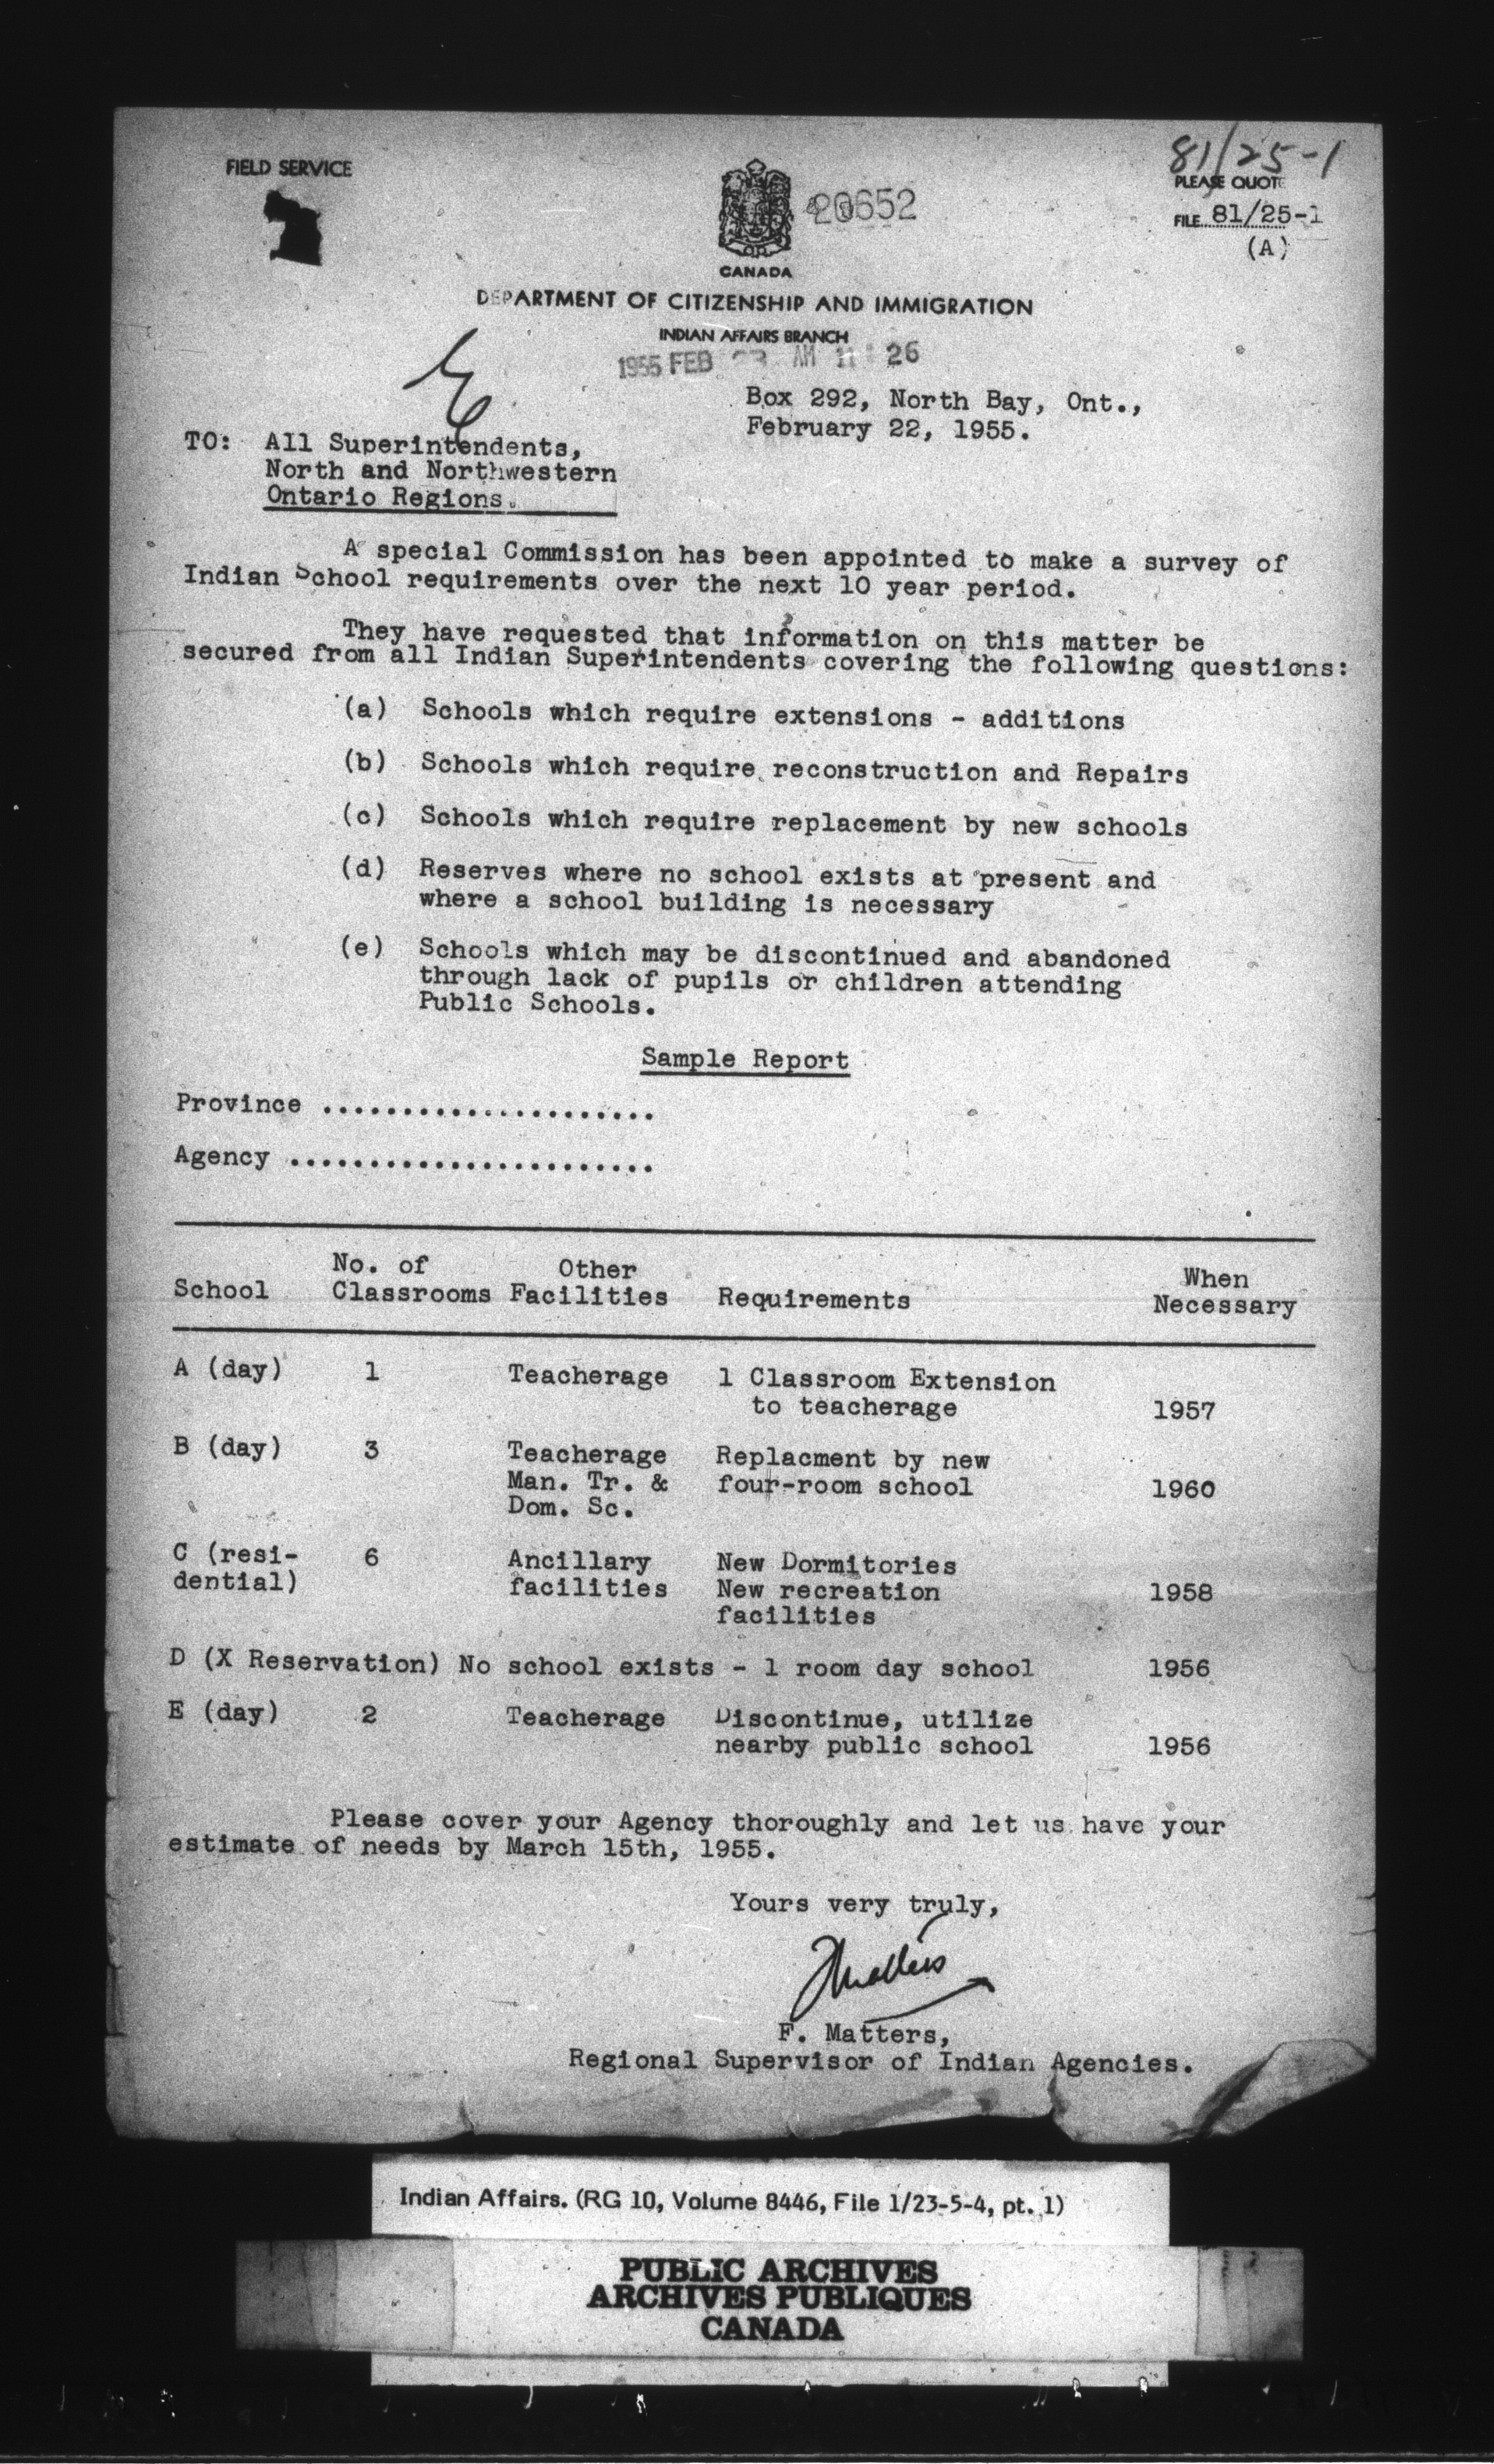 81/25-1
FIELD SERVICE
PLEASE QUOTE
20652
FILE 81/25-1
(A)
CANADA
DEPARTMENT OF CITIZENSHIP AND IMMIGRATION
INDIAN AFFAIRS BRANCH
1955 FEB AM 11 26
Box 292, North Bay, Ont.,
February 22, 1955.
TO: All Superintendents,
North and Northwestern
Ontario Regions.
A special Commission has been appointed to make a survey of
Indian School requirements over the next 10 year period.
They have requested that information on this matter be
secured from all Indian Superintendents covering the following questions:
(a) Schools which require extensions - additions
(b) Schools which require reconstruction and Repairs
(c) Schools which require replacement by new schools
(d) Reserves where no school exists at present and
where a school building is necessary
(e) Schools which may be discontinued and abandoned
through lack of pupils or children attending
Public Schools.
Sample Report
Province .....................
Agency .......................
No. of Other When
School Classrooms Facilities Requirements Necessary
A (day) 1 Teacherage 1 Classroom Extension
to teacherage 1957
B (day) 3 Teacherage Replacment by new
Man. Tr. & four-room school 1960
Dom. Sc.
C (resi- 6 Ancillary New Dormitories
dential) facilities New recreation 1958
facilities
D (X Reservation) No school exists - 1 room day school 1956
E (day) 2 Teacherage Discontinue, utilize
nearby public school 1956
Please cover your Agency thoroughly and let us have your
estimate of needs by March 15th, 1955.
Yours very truly,
FMatters
F. Matters,
Regional Supervisor of Indian Agencies.
Indian Affairs. (RG 10, Volume 8446, File 1/23-5-4, pt. 1)
PUBLIC ARCHIVES
ARCHIVES PUBLIQUES
CANADA